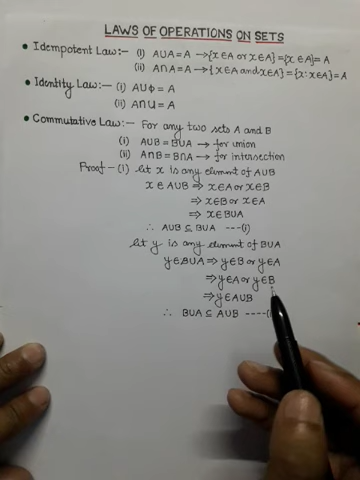 LAWS OF OPERATIONS ON SETS
• Idempotent Law:- (i) A∪A = A → {x∈A or x∈A} = {x∈A} = A
(ii) A∩A = A → {x∈A and x∈A} = {x: x∈A} = A
• Identity Law:- (i) A∪ϕ = A
(ii) A∩U = A
• Commutative Law:- For any two sets A and B
(i) A∪B = B∪A → for union
(ii) A∩B = B∩A → for intersection
Proof - (i) let x is any element of A∪B
x∈A∪B ⇒ x∈A or x∈B
⇒ x∈B or x∈A
⇒ x∈B∪A
∴ A∪B ⊆ B∪A ---(i)
let y is any element of B∪A
y∈B∪A ⇒ y∈B or y∈A
⇒ y∈A or y∈B
⇒ y∈A∪B
∴ B∪A ⊆ A∪B ----